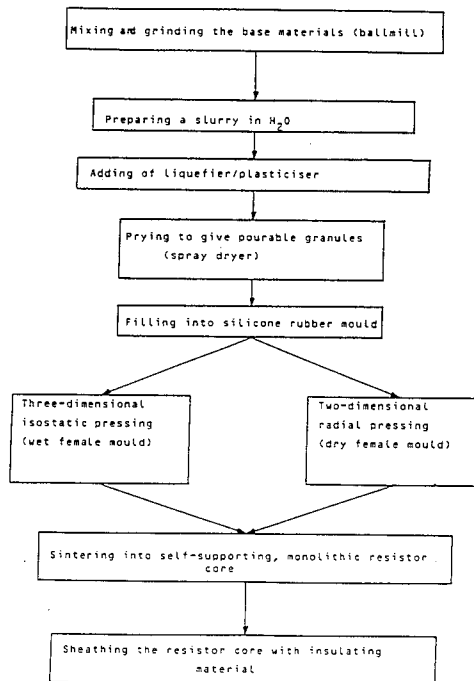 Mixing and grinding the base materials (ballmill)
Preparing a slurry in H2O
Adding of liquefier/plasticiser
Prying to give pourable granules
(spray dryer)
Filling into silicone rubber mould
Three-dimensional
isostatic pressing
(wet female mould)
Two-dimensional
radial pressing
(dry female mould)
Sintering into self-supporting, monolithic resistor
core
Sheathing the resistor core with insulating
material